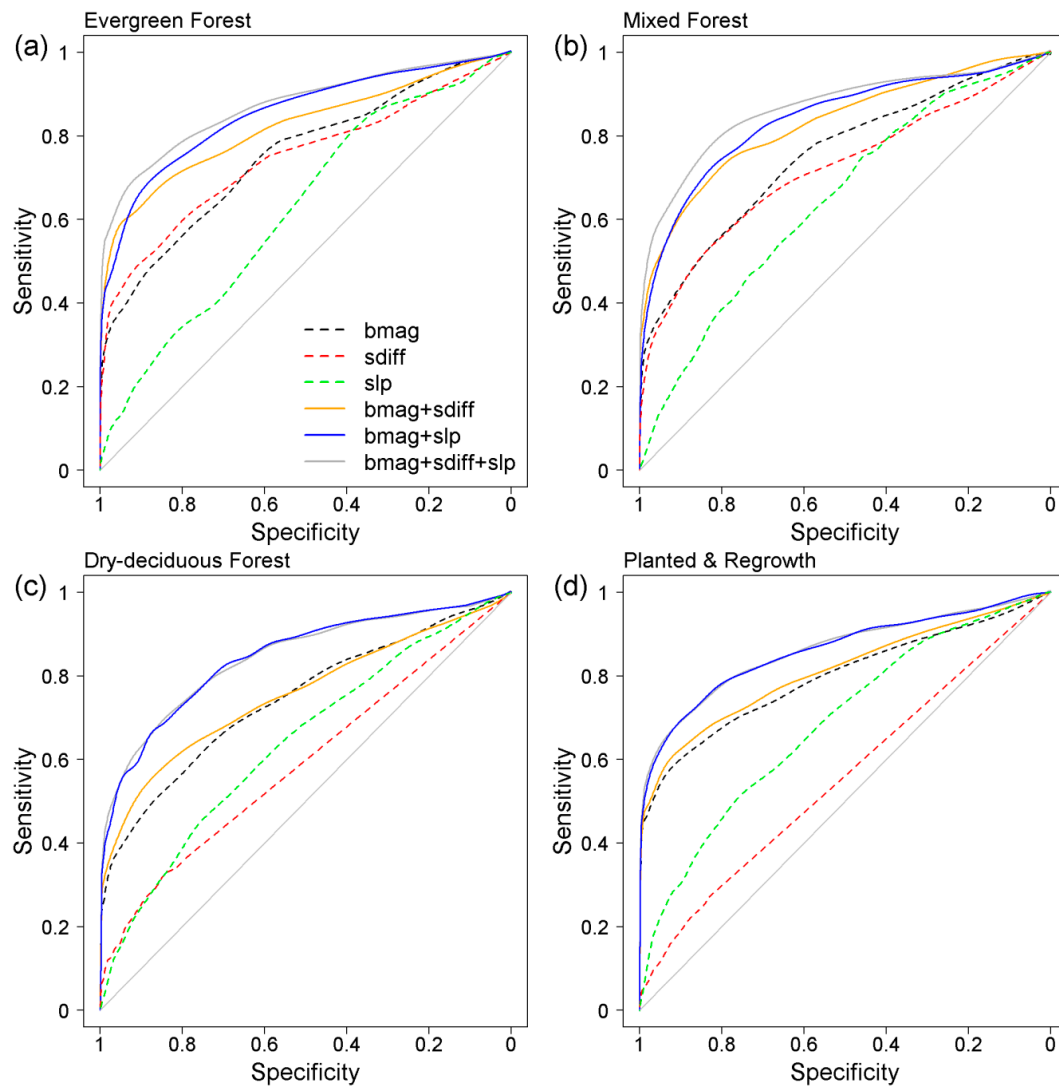 Evergreen Forest
(a)
1
0.8
0.6
0.4
0.2
0
Sensitivity
bmag
sdiff
slp
bmag+sdiff
bmag+slp
bmag+sdiff+slp
1 0.8 0.6 0.4 0.2 0
Specificity
Mixed Forest
(b)
1
0.8
0.6
0.4
0.2
0
Sensitivity
1 0.8 0.6 0.4 0.2 0
Specificity
Dry-deciduous Forest
(c)
1
0.8
0.6
0.4
0.2
0
Sensitivity
1 0.8 0.6 0.4 0.2 0
Specificity
Planted & Regrowth
(d)
1
0.8
0.6
0.4
0.2
0
Sensitivity
1 0.8 0.6 0.4 0.2 0
Specificity